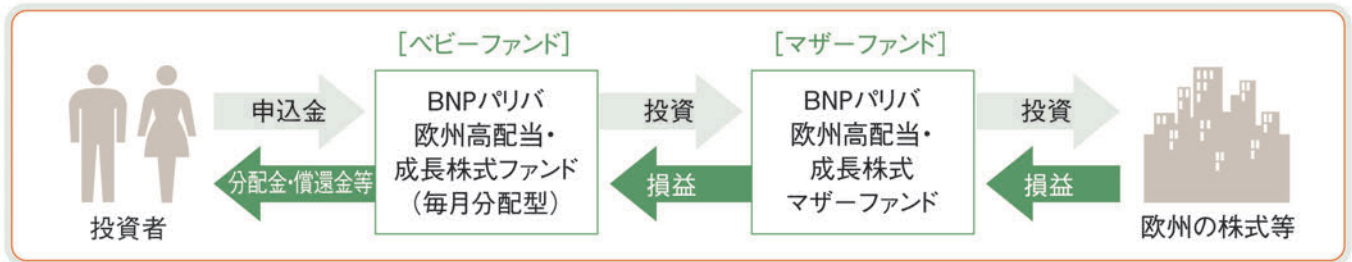 [ベビーファンド]
[マザーファンド]
申込金
分配金・償還金等
投資者
BNPパリバ
欧州高配当・
成長株式ファンド
（毎月分配型）
投資
損益
BNPパリバ
欧州高配当・
成長株式
マザーファンド
投資
損益
欧州の株式等